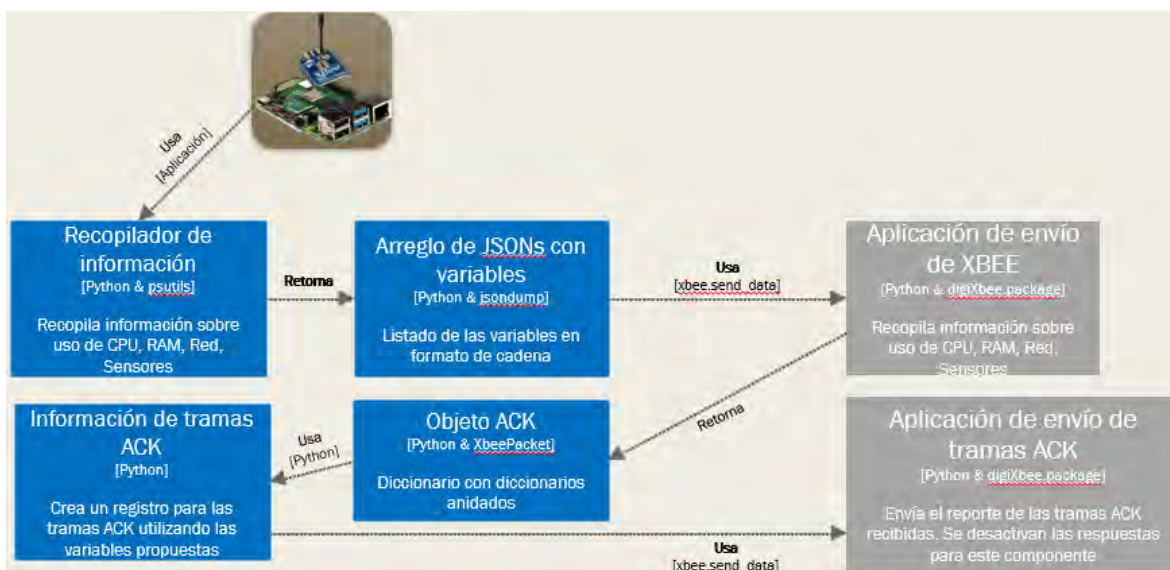 Usa
[Aplicación]
Recopilador de
información
[Python & psutils]
Recopila información sobre
uso de CPU, RAM, Red,
Sensores
Retorna
Arreglo de JSONs con
variables
[Python & jsondump]
Listado de las variables en
formato de cadena
Usa
[xbee.send_data]
Aplicación de envío
de XBEE
[Python & digiXbee.package]
Recopila información sobre
uso de CPU, RAM, Red,
Sensores
Retorna
Información de tramas
ACK
[Python]
Crea un registro para las
tramas ACK utilizando las
variables propuestas
Usa
[Python]
Objeto ACK
[Python & XbeePacket]
Diccionario con diccionarios
anidados
Aplicación de envío de
tramas ACK
[Python & digiXbee.package]
Envía el reporte de las tramas ACK
recibidas. Se desactivan las respuestas
para este componente
Usa
[xbee.send_data]